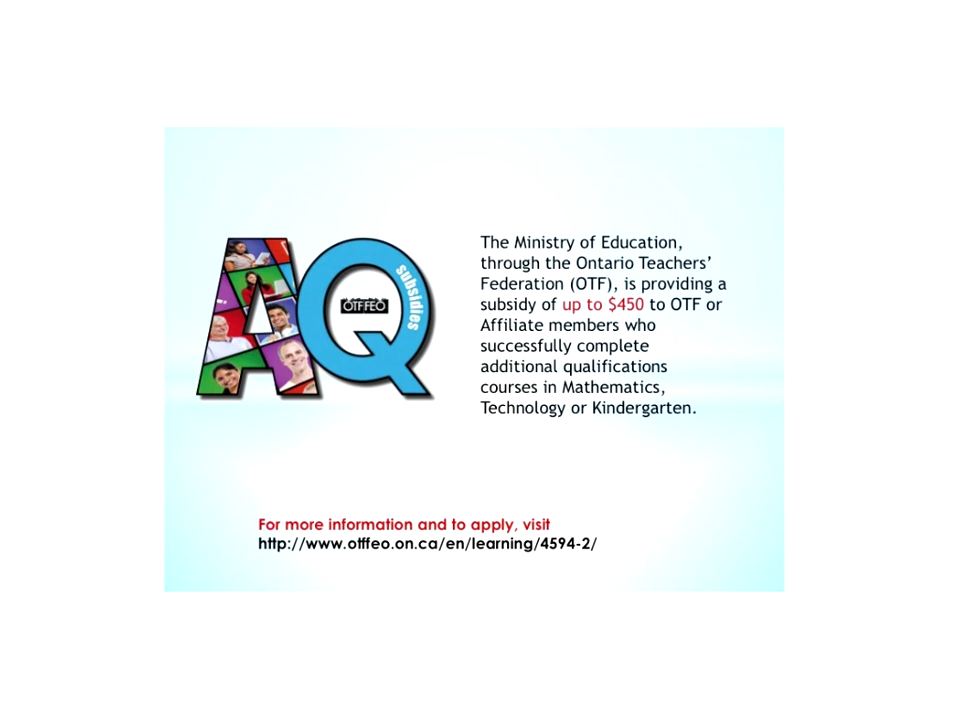 AQ
subsidies
OTF FEO
The Ministry of Education,
through the Ontario Teachers’
Federation (OTF), is providing a
subsidy of up to $450 to OTF or
Affiliate members who
successfully complete
additional qualifications
courses in Mathematics,
Technology or Kindergarten.
For more information and to apply, visit
http://www.otffeo.on.ca/en/learning/4594-2/